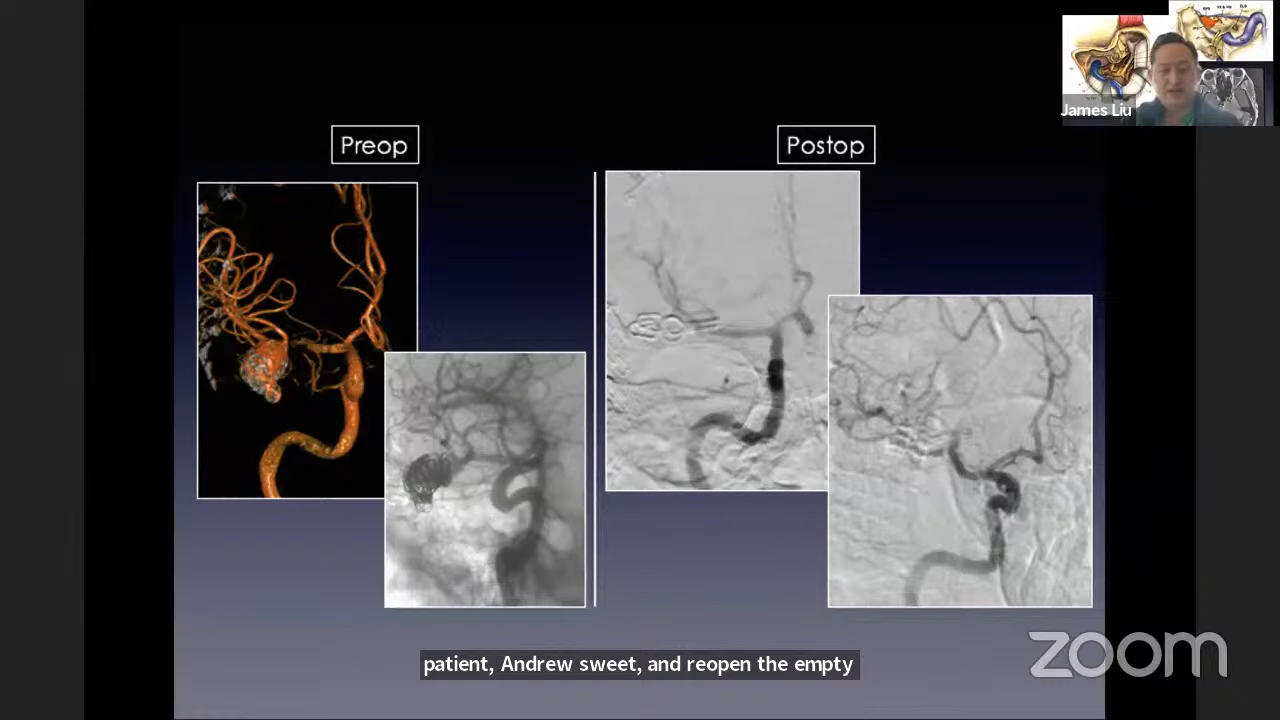 James Liu
Preop
Postop
patient, Andrew sweet, and reopen the empty
zoom